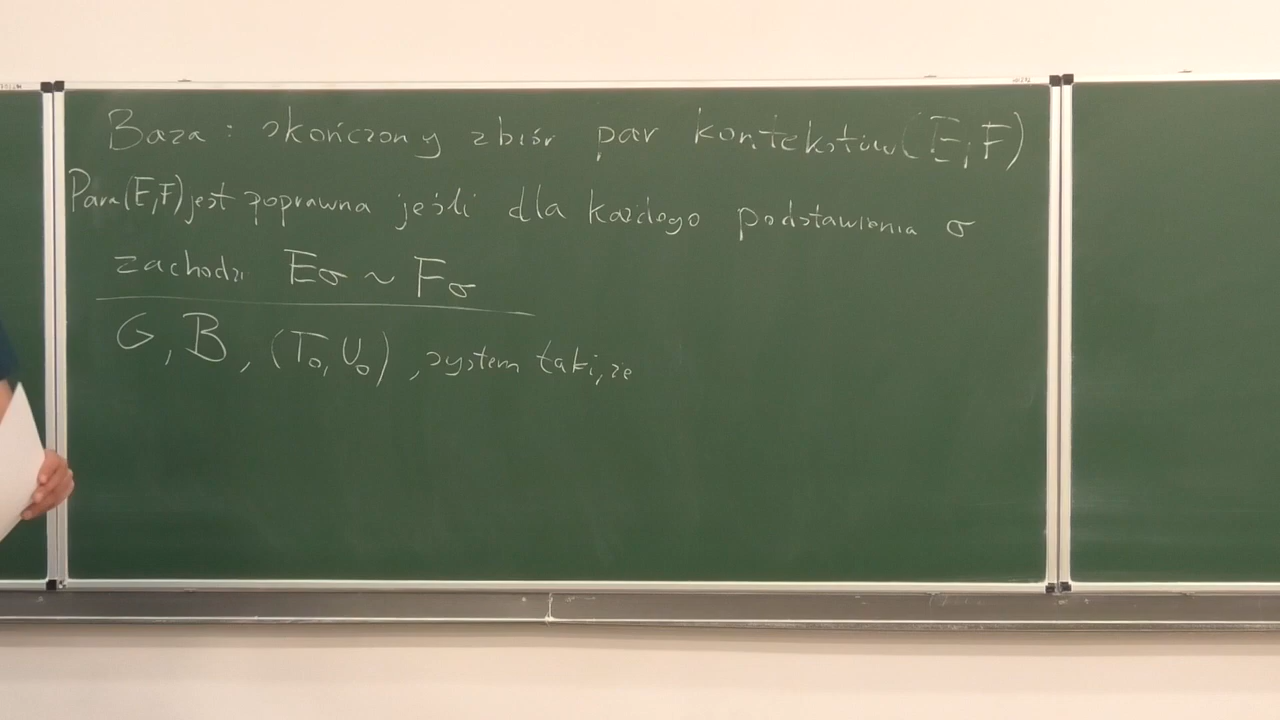 Baza : skończony zbiór par kontekstów (E,F)
Para (E,F) jest poprawna jeśli dla każdego podstawienia σ
zachodzi Eσ ~ Fσ
G, B, (T₀, U₀), system taki, że